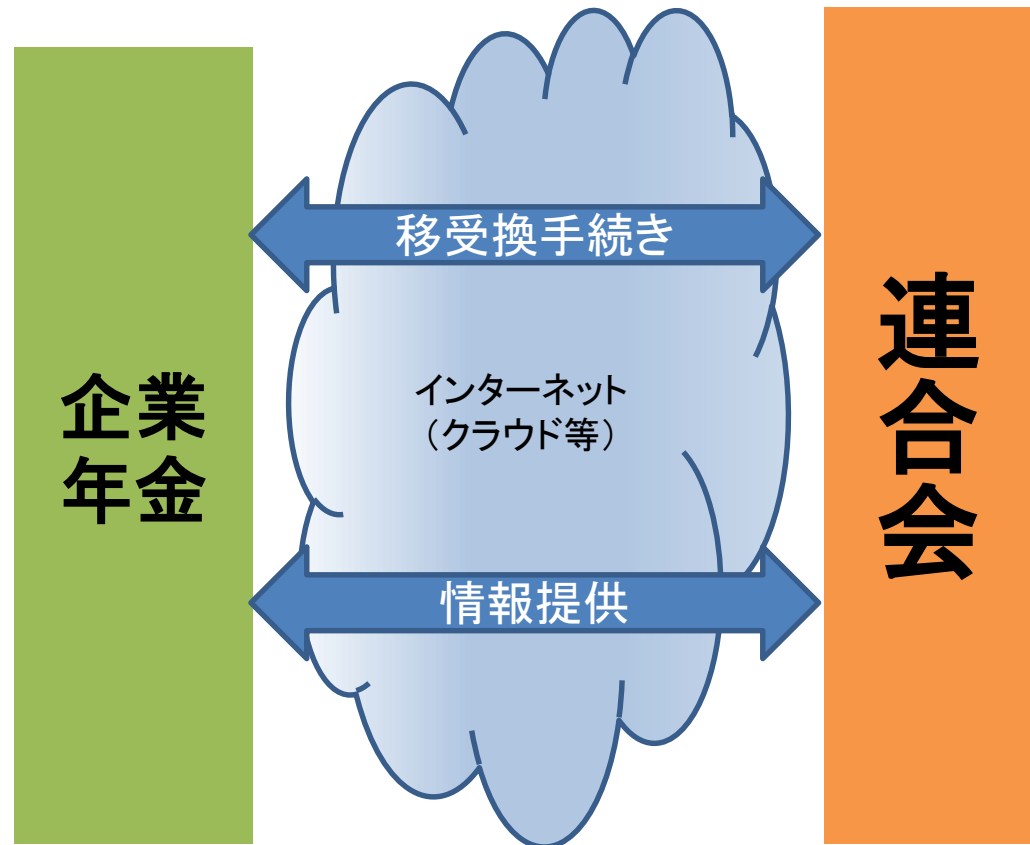 企業
年金
移受換手続き
インターネット
（クラウド等）
情報提供
連合会